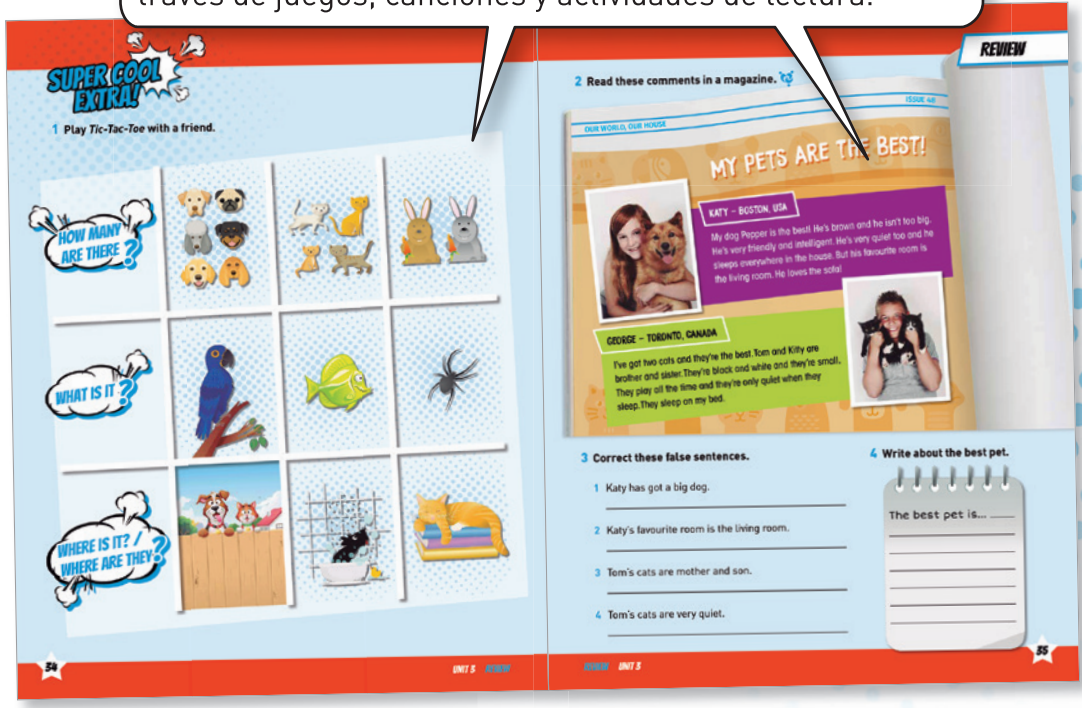 través de juegos, canciones y actividades de lectura.
SUPER COOL
EXTRA!
1 Play Tic-Tac-Toe with a friend.
HOW MANY
ARE THERE?
WHAT IS IT?
WHERE IS IT? /
WHERE ARE THEY?
34
UNIT 3 REVIEW
REVIEW
2 Read these comments in a magazine.
OUR WORLD, OUR HOUSE
ISSUE 48
MY PETS ARE THE BEST!
KATY – BOSTON, USA
My dog Pepper is the best! He's brown and he isn't too big.
He's very friendly and intelligent. He's very quiet too and he
sleeps everywhere in the house. But his favourite room is
the living room. He loves the sofa!
GEORGE – TORONTO, CANADA
I've got two cats and they're the best. Tom and Kitty are
brother and sister. They're black and white and they're small.
They play all the time and they're only quiet when they
sleep. They sleep on my bed.
3 Correct these false sentences.
1 Katy has got a big dog.
2 Katy's favourite room is the living room.
3 Tom's cats are mother and son.
4 Tom's cats are very quiet.
4 Write about the best pet.
The best pet is...
REVIEW UNIT 3
35